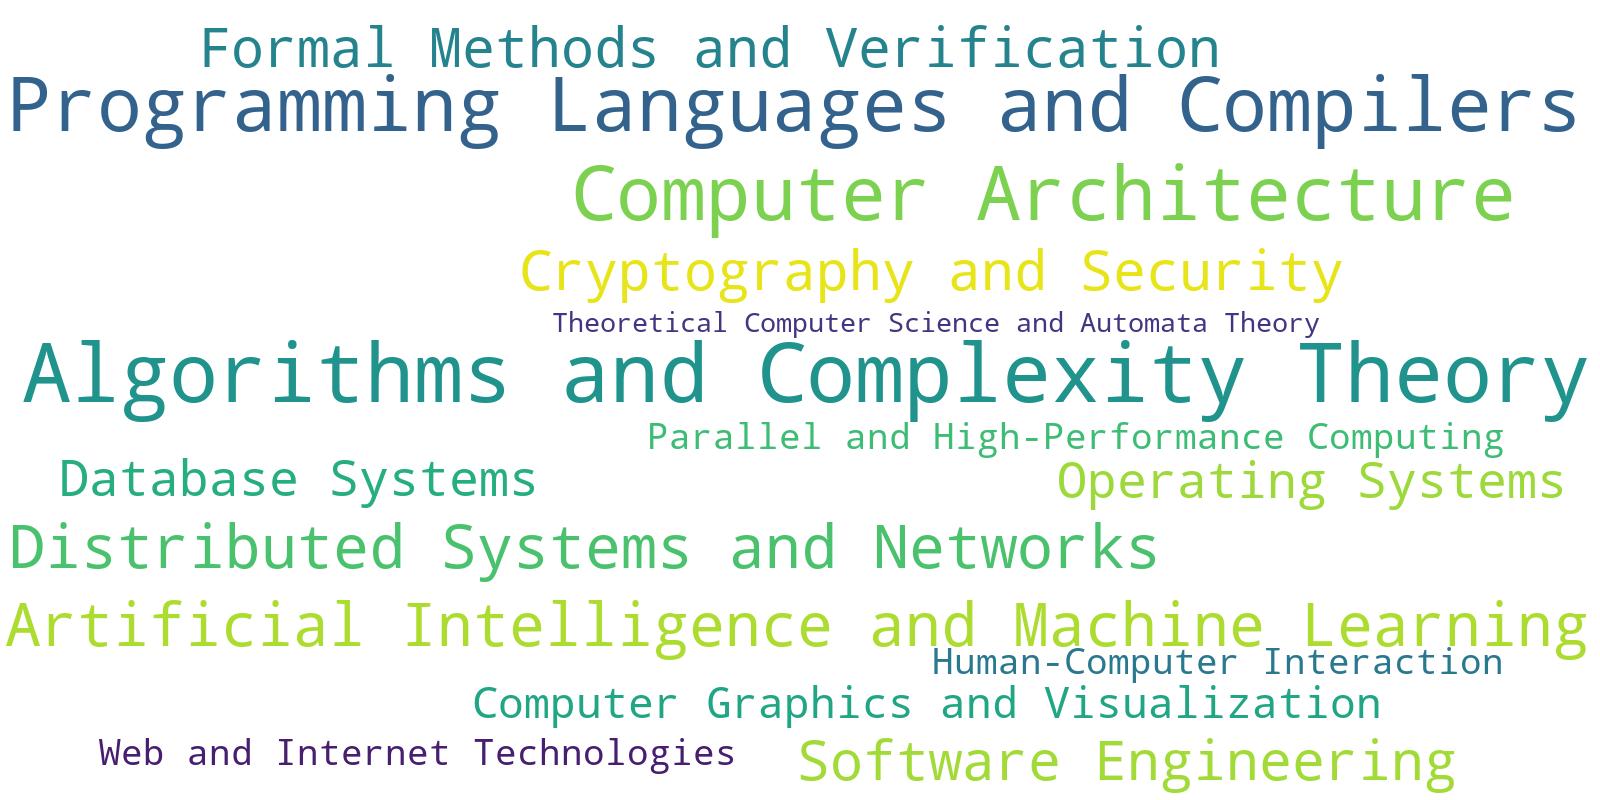 Formal Methods and Verification
Programming Languages and Compilers
Computer Architecture
Cryptography and Security
Theoretical Computer Science and Automata Theory
Algorithms and Complexity Theory
Parallel and High-Performance Computing
Database Systems
Operating Systems
Distributed Systems and Networks
Artificial Intelligence and Machine Learning
Human-Computer Interaction
Computer Graphics and Visualization
Web and Internet Technologies
Software Engineering